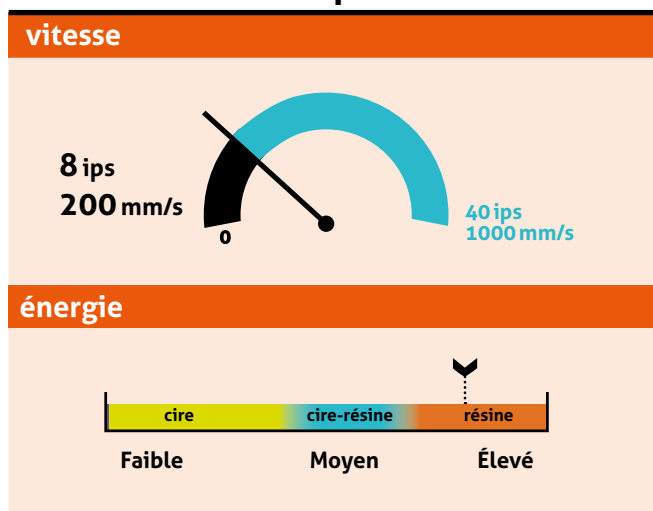 vitesse
8 ips
200 mm/s
0
40 ips
1000 mm/s
énergie
cire
cire-résine
résine
Faible
Moyen
Élevé